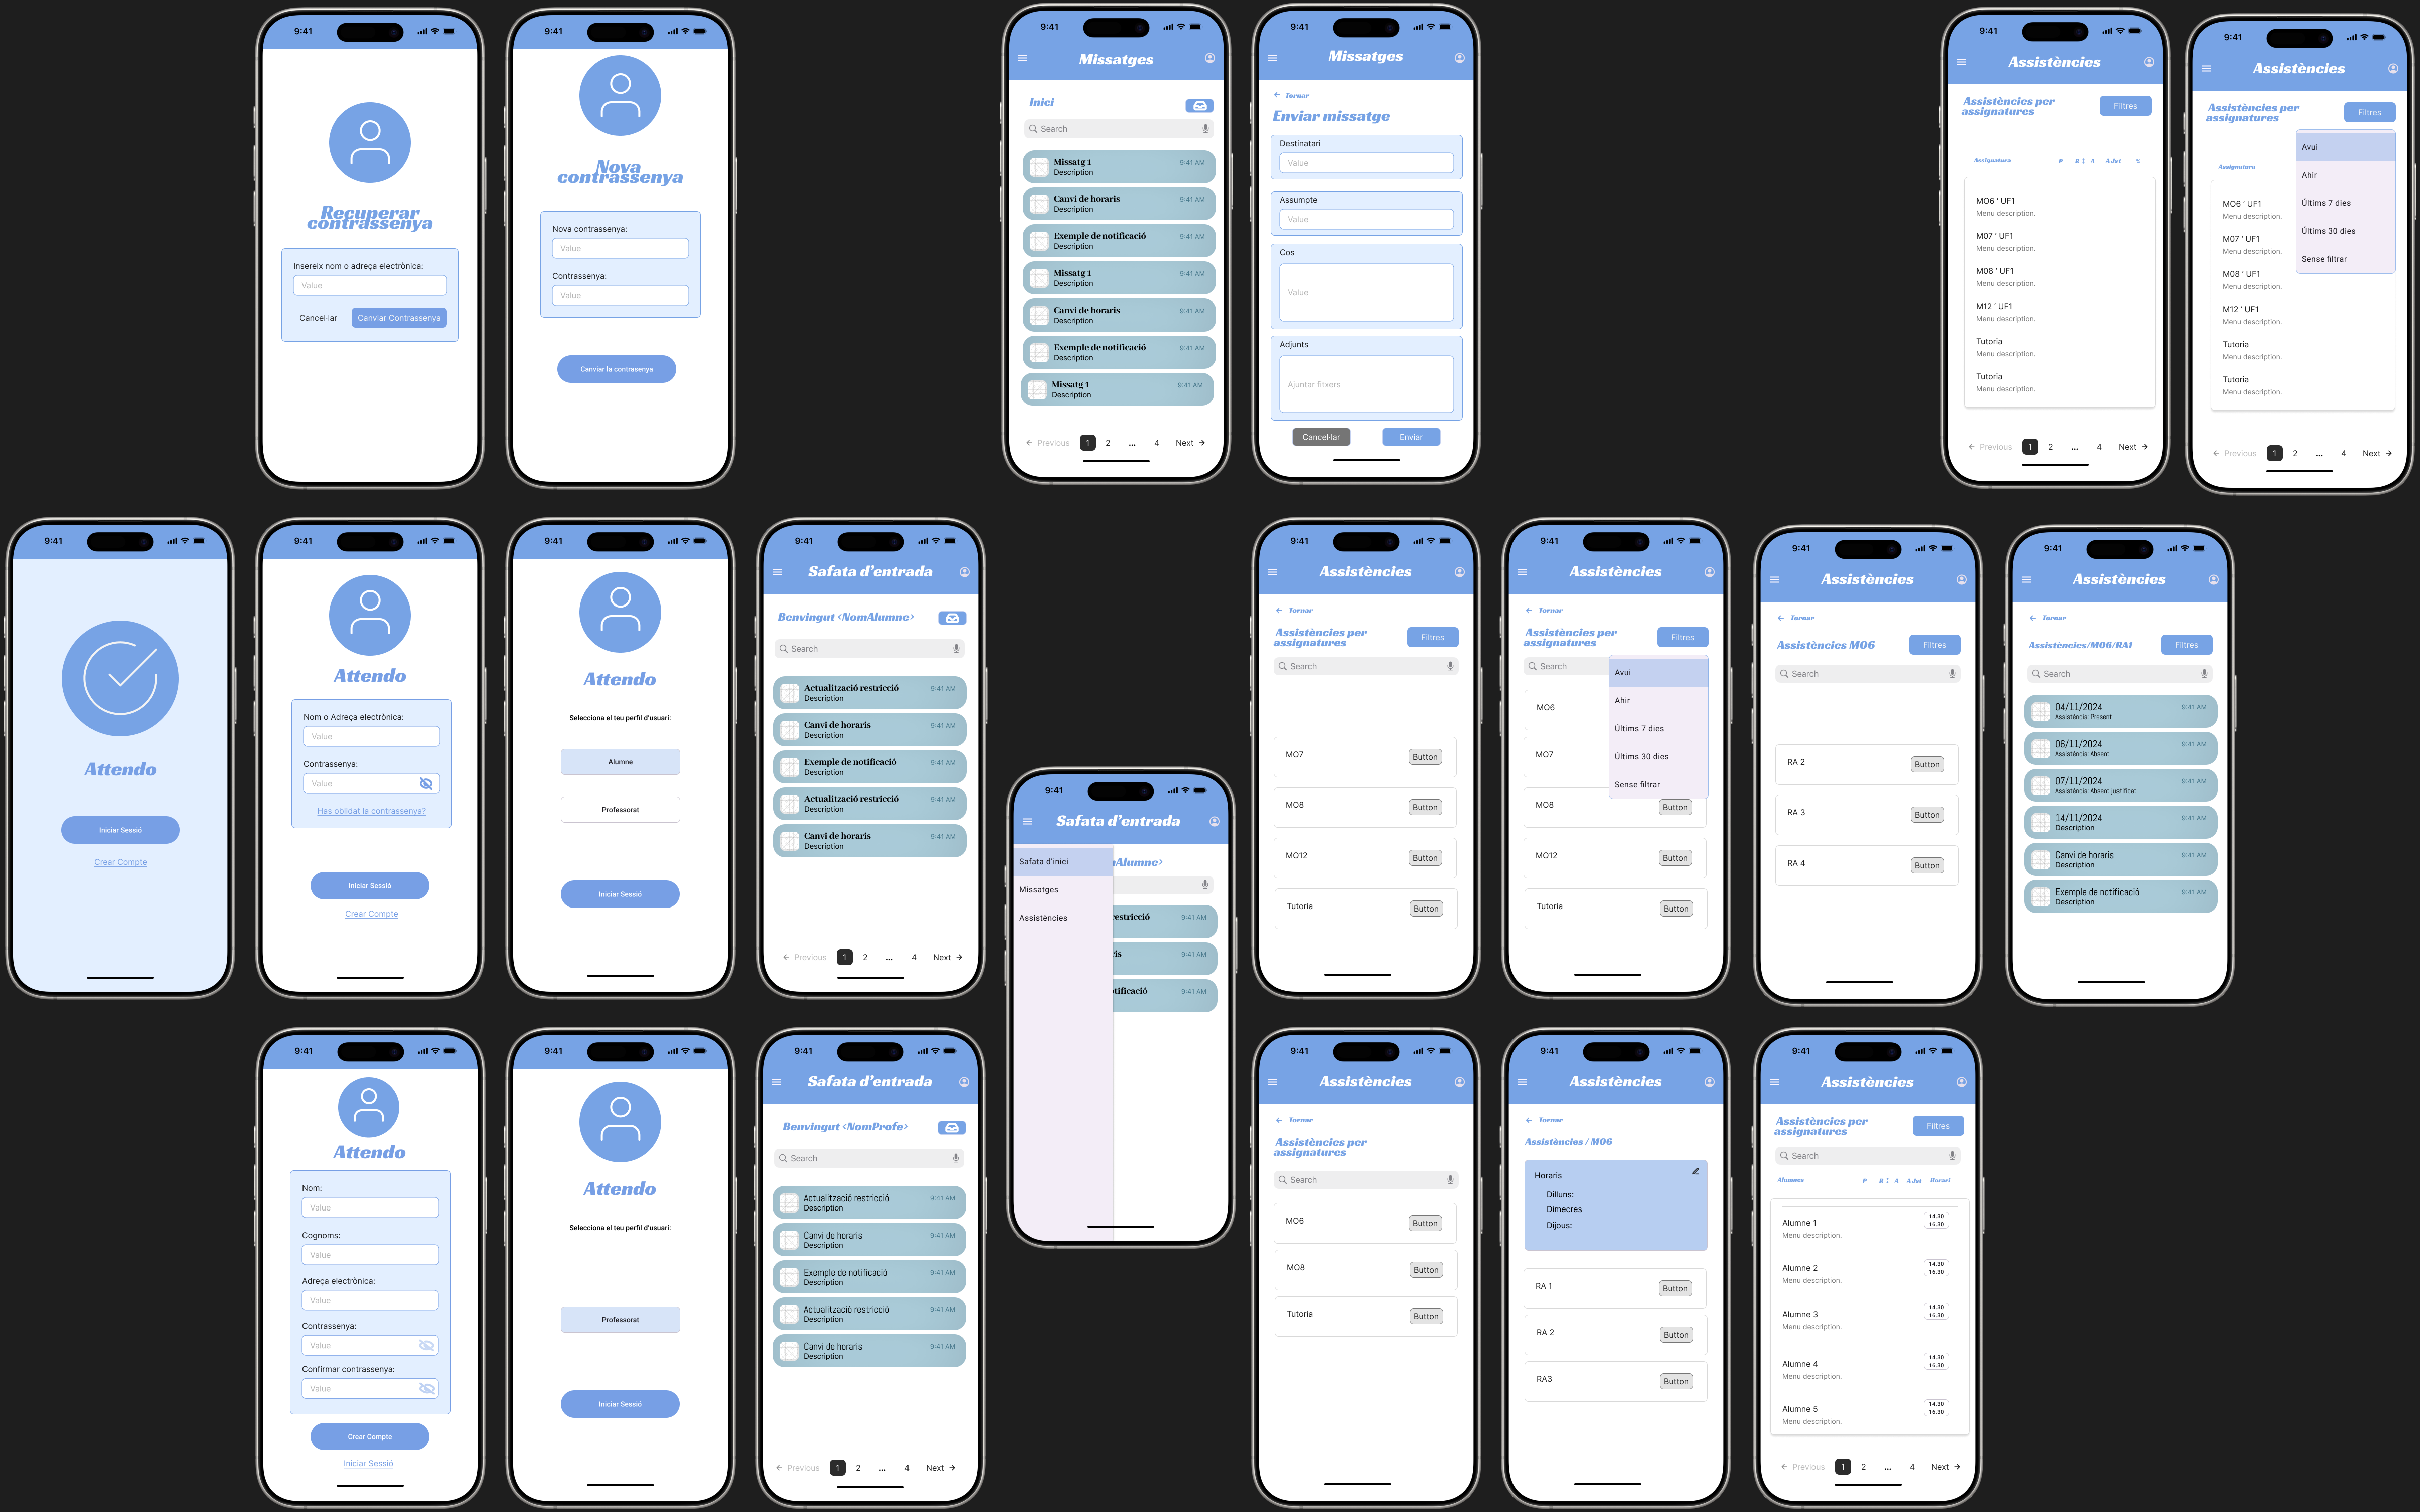 9:41
Recuperar
contrassenya
Insereix nom o adreça electrònica:
Value
Cancel·lar
Canviar Contrassenya
9:41
Nova
contrassenya
Nova contrassenya:
Value
Contrassenya:
Value
Canviar la contrasenya
9:41
Missatges
Inici
Search
Missatg 1
9:41 AM
Description
Canvi de horaris
9:41 AM
Description
Exemple de notificació
9:41 AM
Description
Missatg 1
9:41 AM
Description
Canvi de horaris
9:41 AM
Description
Exemple de notificació
9:41 AM
Description
Missatg 1
9:41 AM
Description
← Previous 1 2 ... 4 Next →
9:41
Missatges
← Tornar
Enviar missatge
Destinatari
Value
Assumpte
Value
Cos
Value
Adjunts
Ajuntar fitxers
Cancel·lar
Enviar
9:41
Assistències
Assistències per
assignatures
Filtres
Assignatura P R : A A Jst %
MO6 ' UF1
Menu description.
M07 ' UF1
Menu description.
M08 ' UF1
Menu description.
M12 ' UF1
Menu description.
Tutoria
Menu description.
Tutoria
Menu description.
← Previous 1 2 ... 4 Next →
9:41
Assistències
Assistències per
assignatures
Filtres
Avui
Ahir
Últims 7 dies
Últims 30 dies
Sense filtrar
Assignatura
MO6 ' UF1
Menu description.
M07 ' UF1
Menu description.
M08 ' UF1
Menu description.
M12 ' UF1
Menu description.
Tutoria
Menu description.
Tutoria
Menu description.
← Previous 1 2 ... 4 Next →
9:41
Attendo
Iniciar Sessió
Crear Compte
9:41
Attendo
Nom o Adreça electrònica:
Value
Contrassenya:
Value
Has oblidat la contrassenya?
Iniciar Sessió
Crear Compte
9:41
Attendo
Selecciona el teu perfil d'usuari:
Alumne
Professorat
Iniciar Sessió
9:41
Safata d'entrada
Benvingut <NomAlumne>
Search
Actualització restricció
9:41 AM
Description
Canvi de horaris
9:41 AM
Description
Exemple de notificació
9:41 AM
Description
Actualització restricció
9:41 AM
Description
Canvi de horaris
9:41 AM
Description
← Previous 1 2 ... 4 Next →
9:41
Safata d'entrada
Safata d'inici
Missatges
Assistències
Alumne>
estricció
9:41 AM
ris
9:41 AM
tificació
9:41 AM
9:41
Assistències
← Tornar
Assistències per
assignatures
Filtres
Search
MO7
Button
MO8
Button
MO12
Button
Tutoria
Button
9:41
Assistències
← Tornar
Assistències per
assignatures
Filtres
Search
Avui
Ahir
Últims 7 dies
Últims 30 dies
Sense filtrar
MO6
MO7
MO8
Button
MO12
Button
Tutoria
Button
9:41
Assistències
← Tornar
Assistències M06
Filtres
Search
RA 2
Button
RA 3
Button
RA 4
Button
9:41
Assistències
← Tornar
Assistències/M06/RA1
Filtres
Search
04/11/2024
9:41 AM
Assistència: Present
06/11/2024
9:41 AM
Assistència: Absent
07/11/2024
9:41 AM
Assistència: Absent justificat
14/11/2024
9:41 AM
Description
Canvi de horaris
9:41 AM
Description
Exemple de notificació
9:41 AM
Description
9:41
Attendo
Nom:
Value
Cognoms:
Value
Adreça electrònica:
Value
Contrassenya:
Value
Confirmar contrassenya:
Value
Crear Compte
Iniciar Sessió
9:41
Attendo
Selecciona el teu perfil d'usuari:
Professorat
Iniciar Sessió
9:41
Safata d'entrada
Benvingut <NomProfe>
Search
Actualització restricció
9:41 AM
Description
Canvi de horaris
9:41 AM
Description
Exemple de notificació
9:41 AM
Description
Actualització restricció
9:41 AM
Description
Canvi de horaris
9:41 AM
Description
← Previous 1 2 ... 4 Next →
9:41
Assistències
← Tornar
Assistències per
assignatures
Search
MO6
Button
MO8
Button
Tutoria
Button
9:41
Assistències
← Tornar
Assistències / M06
Horaris
Dilluns:
Dimecres
Dijous:
RA 1
Button
RA 2
Button
RA3
Button
9:41
Assistències
Assistències per
assignatures
Filtres
Search
Alumnes P R : A A Jst Horari
Alumne 1
Menu description.
14.30
16.30
Alumne 2
Menu description.
14.30
16.30
Alumne 3
Menu description.
14.30
16.30
Alumne 4
Menu description.
14.30
16.30
Alumne 5
Menu description.
14.30
16.30
← Previous 1 2 ... 4 Next →